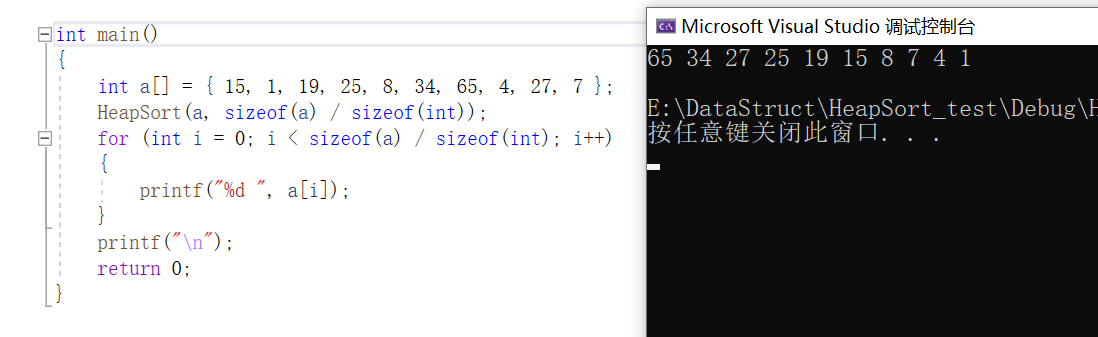 int main()
{
int a[] = { 15, 1, 19, 25, 8, 34, 65, 4, 27, 7 };
HeapSort(a, sizeof(a) / sizeof(int));
for (int i = 0; i < sizeof(a) / sizeof(int); i++)
{
printf("%d ", a[i]);
}
printf("\n");
return 0;
}
Microsoft Visual Studio 调试控制台
65 34 27 25 19 15 8 7 4 1
E:\DataStruct\HeapSort_test\Debug\H
按任意键关闭此窗口. . .